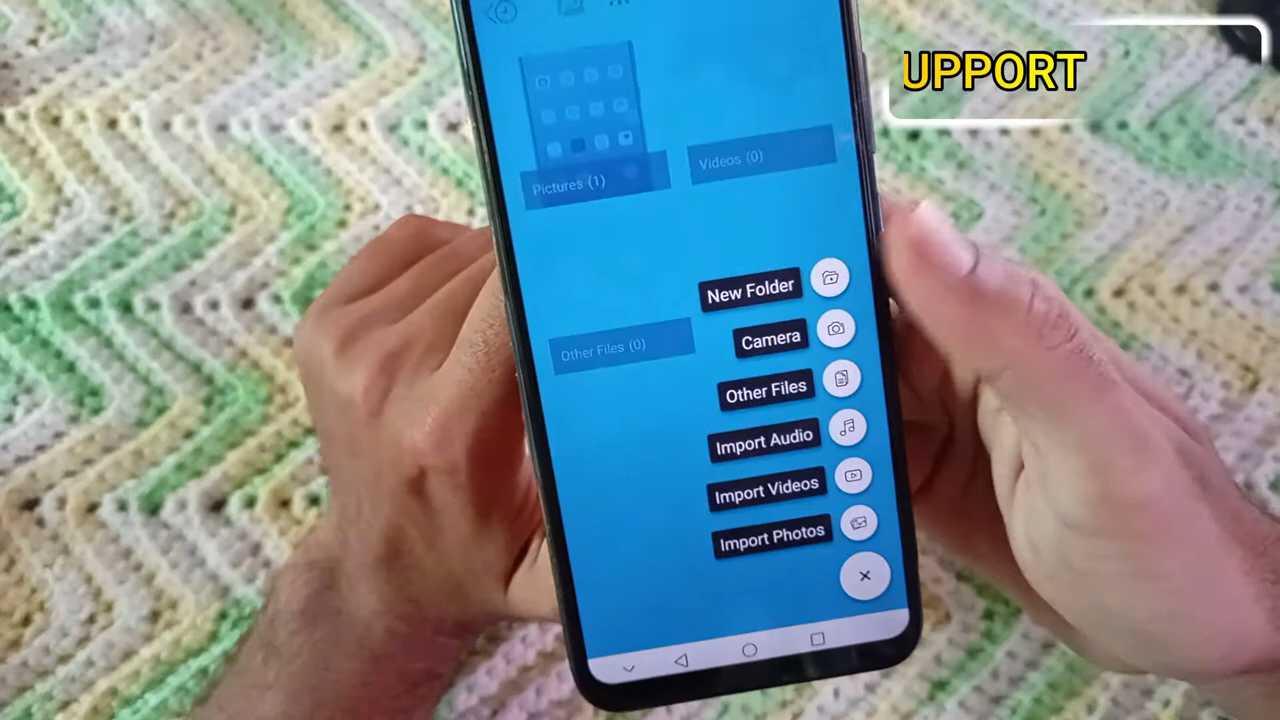 UPPORT
Pictures (1)
Videos (0)
Other Files (0)
New Folder
Camera
Other Files
Import Audio
Import Videos
Import Photos